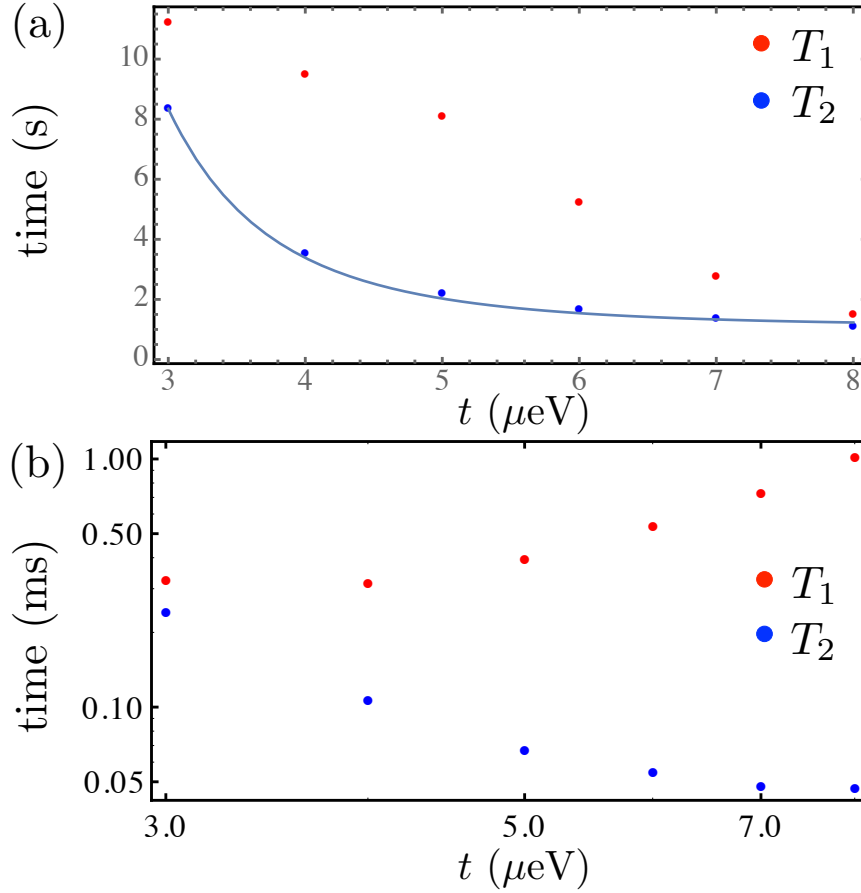 (a)
time (s)
10
8
6
4
2
0
T1
T2
3 4 5 6 7 8
t (μeV)
(b)
time (ms)
1.00
0.50
0.10
0.05
T1
T2
3.0 5.0 7.0
t (μeV)